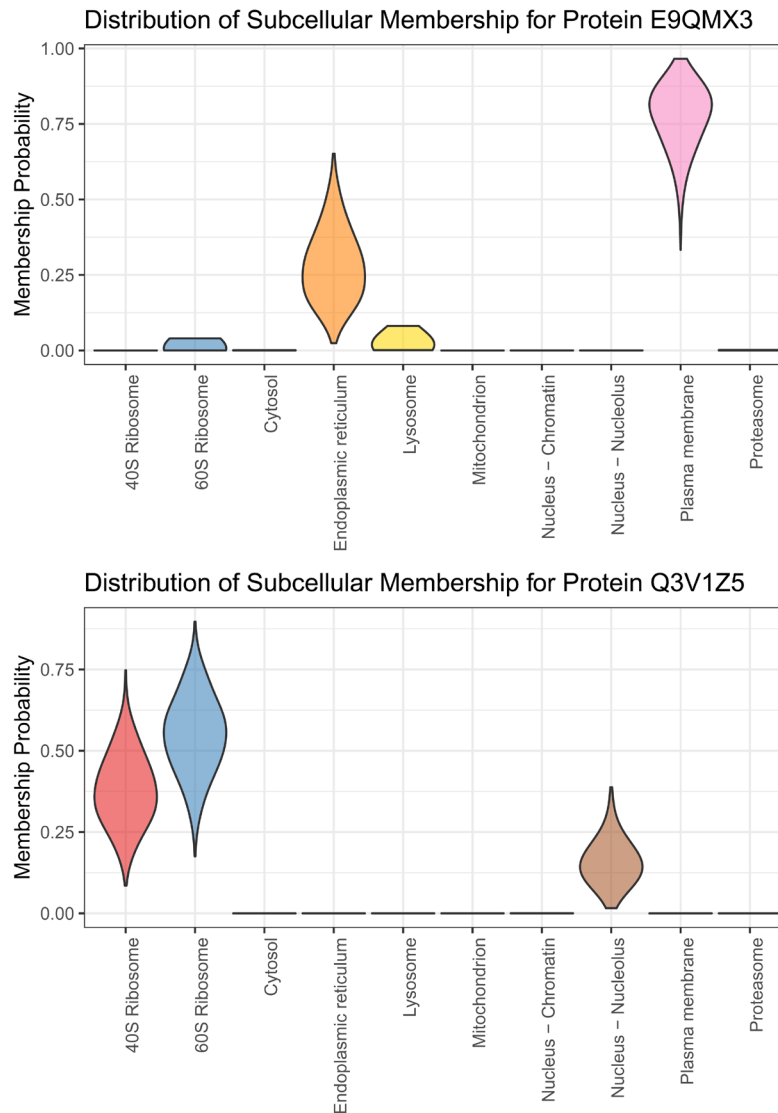 Distribution of Subcellular Membership for Protein E9QMX3
Membership Probability
1.00
0.75
0.50
0.25
0.00
40S Ribosome
60S Ribosome
Cytosol
Endoplasmic reticulum
Lysosome
Mitochondrion
Nucleus − Chromatin
Nucleus − Nucleolus
Plasma membrane
Proteasome
Distribution of Subcellular Membership for Protein Q3V1Z5
Membership Probability
0.75
0.50
0.25
0.00
40S Ribosome
60S Ribosome
Cytosol
Endoplasmic reticulum
Lysosome
Mitochondrion
Nucleus − Chromatin
Nucleus − Nucleolus
Plasma membrane
Proteasome